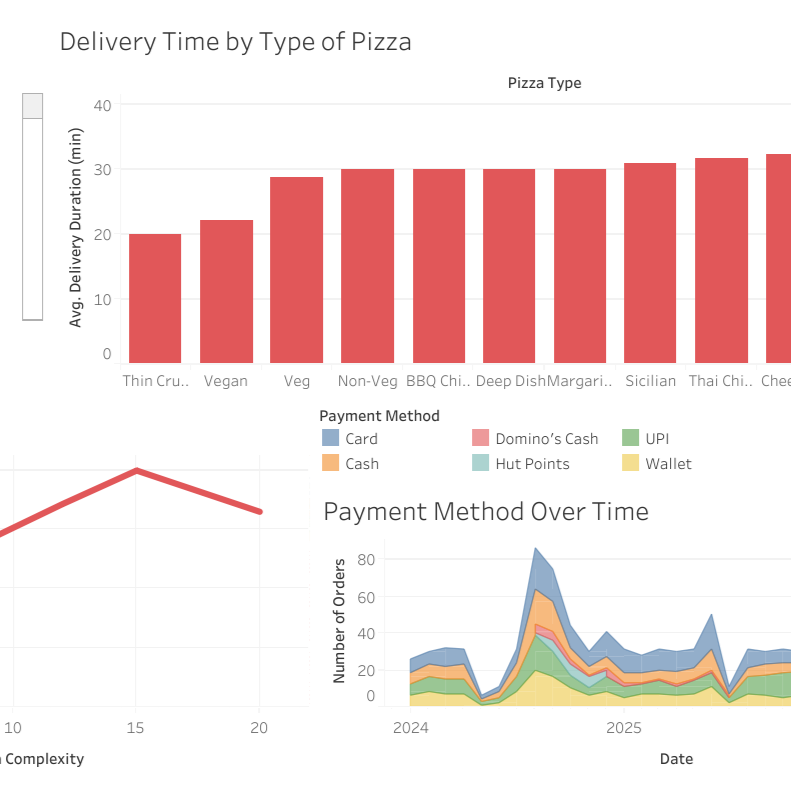 Delivery Time by Type of Pizza
Pizza Type
Avg. Delivery Duration (min)
40
30
20
10
0
Thin Cru.. Vegan Veg Non-Veg BBQ Chi.. Deep Dish Margari.. Sicilian Thai Chi.. Chee
Payment Method
Card Domino's Cash UPI
Cash Hut Points Wallet
10 15 20
Complexity
Payment Method Over Time
Number of Orders
80
60
40
20
0
2024 2025
Date